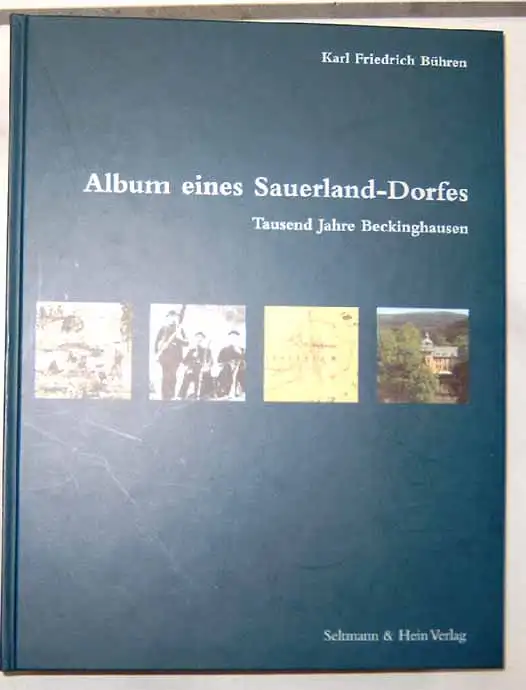 Karl Friedrich Bühren
Album eines Sauerland-Dorfes
Tausend Jahre Beckinghausen
Seltmann & Hein Verlag